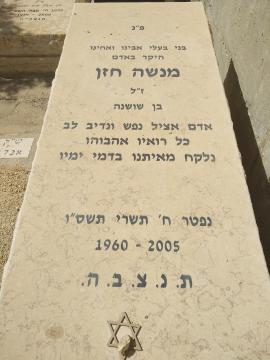 פ״נ
בני בעלי אבינו ואחינו
היקר באדם
מנשה חזן
ז״ל
בן שושנה
אדם אציל נפש ונדיב לב
כל רואיו אהבוהו
נלקח מאיתנו בדמי ימיו
נפטר ח׳ תשרי תשס״ו
1960 - 2005
ת. נ. צ. ב. ה.